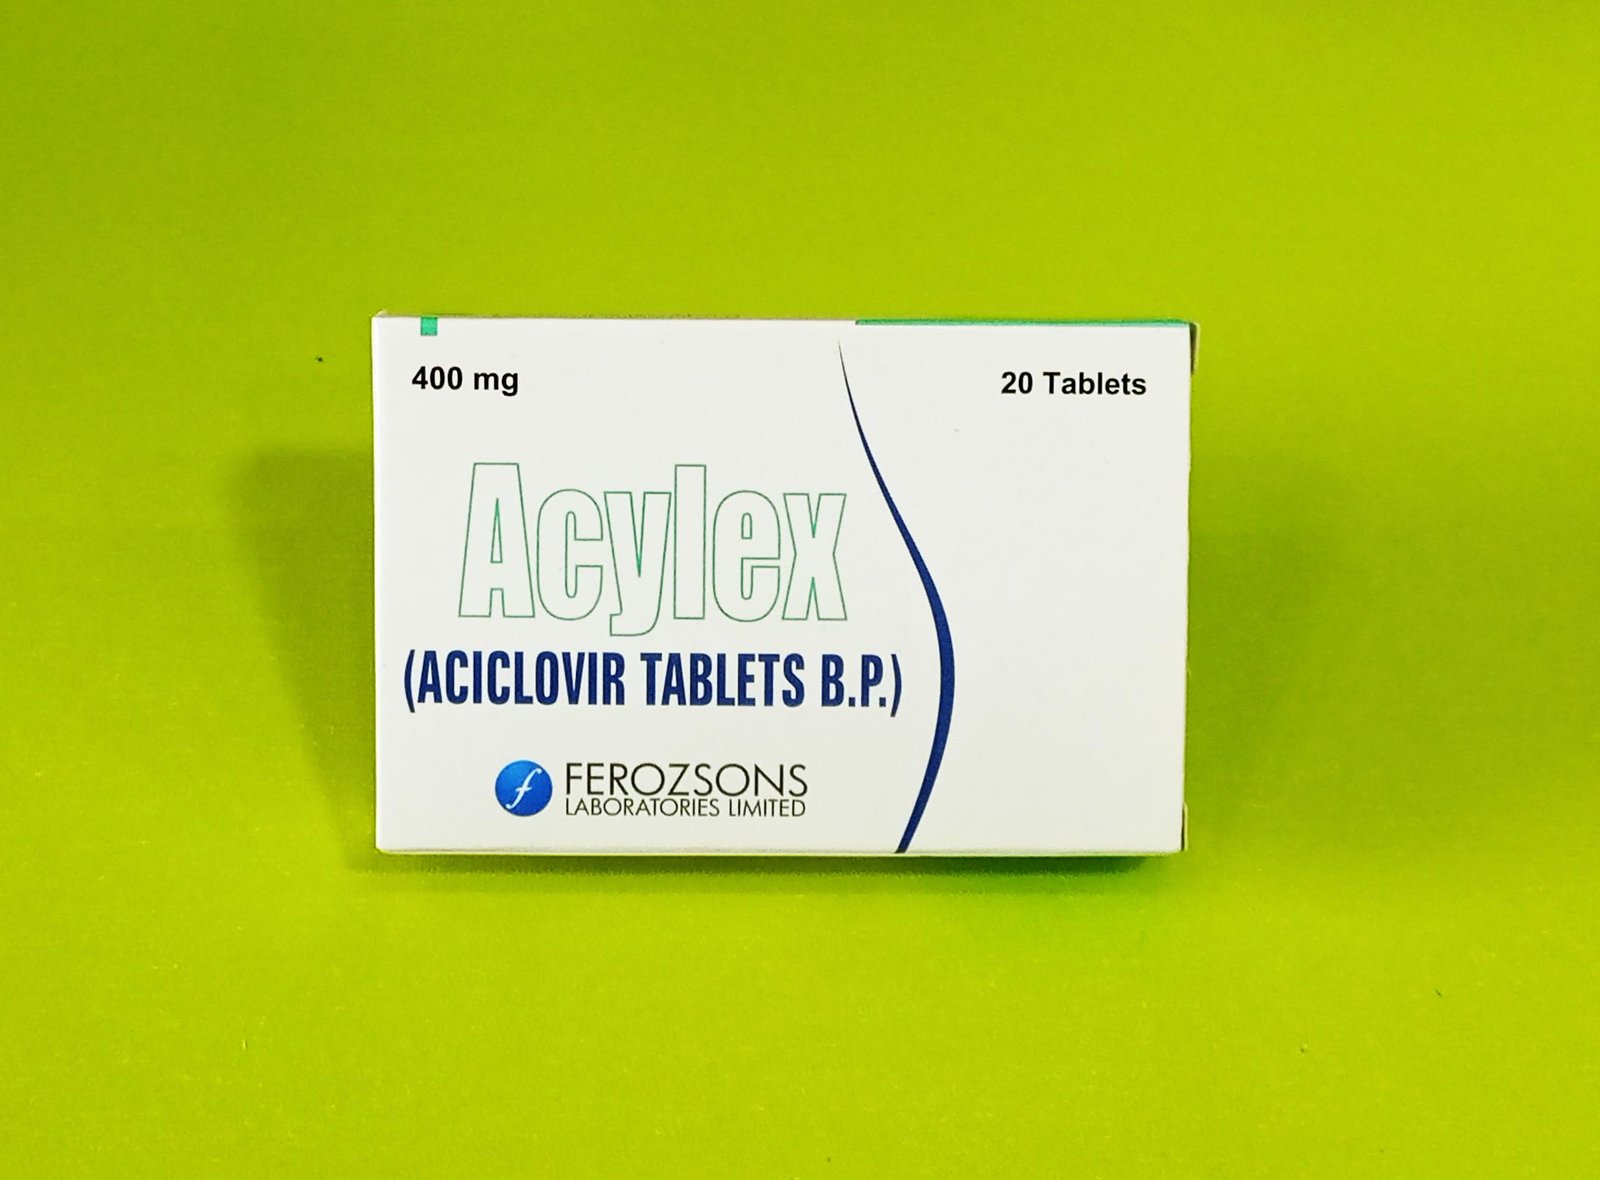 400 mg
20 Tablets
Acylex
(ACICLOVIR TABLETS B.P.)
f
FEROZSONS
LABORATORIES LIMITED